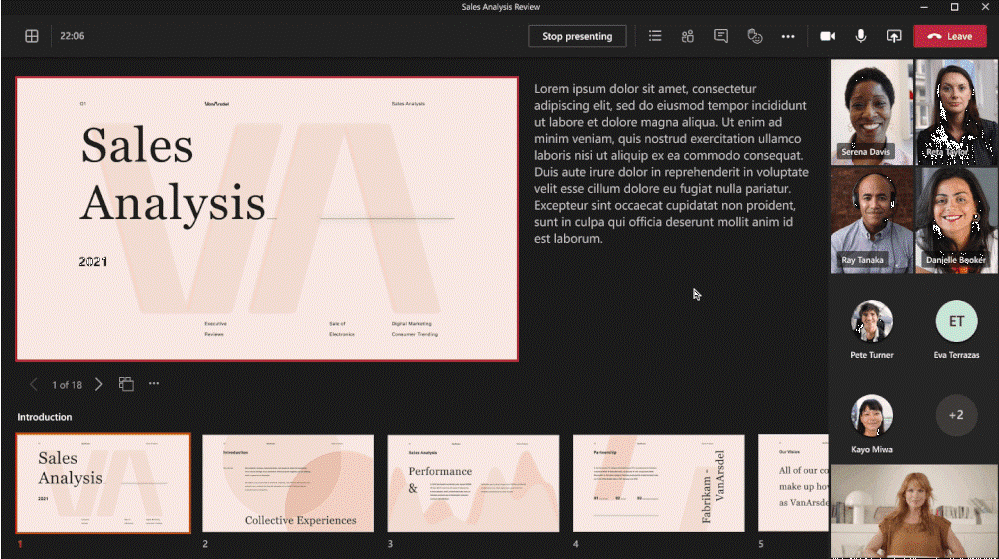 Sales Analysis Review
22:06
Stop presenting
Leave
01
VanArsdel
Sales Analysis
Sales
Analysis
2021
Executive
Reviews
Sale of
Electronics
Digital Marketing
Consumer Trending
Lorem ipsum dolor sit amet, consectetur
adipiscing elit, sed do eiusmod tempor incididunt
ut labore et dolore magna aliqua. Ut enim ad
minim veniam, quis nostrud exercitation ullamco
laboris nisi ut aliquip ex ea commodo consequat.
Duis aute irure dolor in reprehenderit in voluptate
velit esse cillum dolore eu fugiat nulla pariatur.
Excepteur sint occaecat cupidatat non proident,
sunt in culpa qui officia deserunt mollit anim id
est laborum.
Serena Davis
Reta Taylor
Ray Tanaka
Danielle Booker
Pete Turner
ET
Eva Terrazas
Kayo Miwa
+2
1 of 18
Introduction
Sales
Analysis
2021
1
Introduction
Collective Experiences
2
Sales Analysis
Performance
&
3
Partnership
Fabrikam -
VanArsdel
4
Our Wares
All of our co
make up how
as VanArsde
5